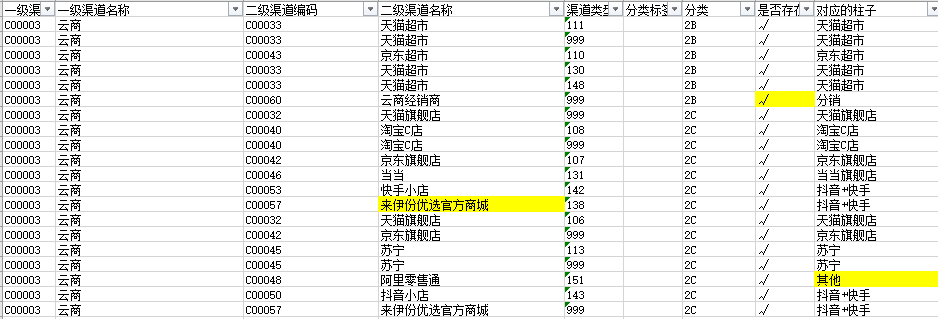 一级渠 一级渠道名称 二级渠道编码 二级渠道名称 渠道类型 分类标签 分类 是否存在 对应的柱子
C00003 云商 C00033 天猫超市 111 2B √ 天猫超市
C00003 云商 C00033 天猫超市 999 2B √ 天猫超市
C00003 云商 C00043 京东超市 110 2B √ 京东超市
C00003 云商 C00033 天猫超市 130 2B √ 天猫超市
C00003 云商 C00033 天猫超市 148 2B √ 天猫超市
C00003 云商 C00060 云商经销商 999 2B √ 分销
C00003 云商 C00032 天猫旗舰店 999 2C √ 天猫旗舰店
C00003 云商 C00040 淘宝C店 108 2C √ 淘宝C店
C00003 云商 C00040 淘宝C店 999 2C √ 淘宝C店
C00003 云商 C00042 京东旗舰店 107 2C √ 京东旗舰店
C00003 云商 C00046 当当 131 2C √ 当当旗舰店
C00003 云商 C00053 快手小店 142 2C √ 抖音+快手
C00003 云商 C00057 来伊份优选官方商城 138 2C √ 抖音+快手
C00003 云商 C00032 天猫旗舰店 106 2C √ 天猫旗舰店
C00003 云商 C00042 京东旗舰店 999 2C √ 京东旗舰店
C00003 云商 C00045 苏宁 113 2C √ 苏宁
C00003 云商 C00045 苏宁 999 2C √ 苏宁
C00003 云商 C00048 阿里零售通 151 2C √ 其他
C00003 云商 C00050 抖音小店 143 2C √ 抖音+快手
C00003 云商 C00057 来伊份优选官方商城 999 2C √ 抖音+快手